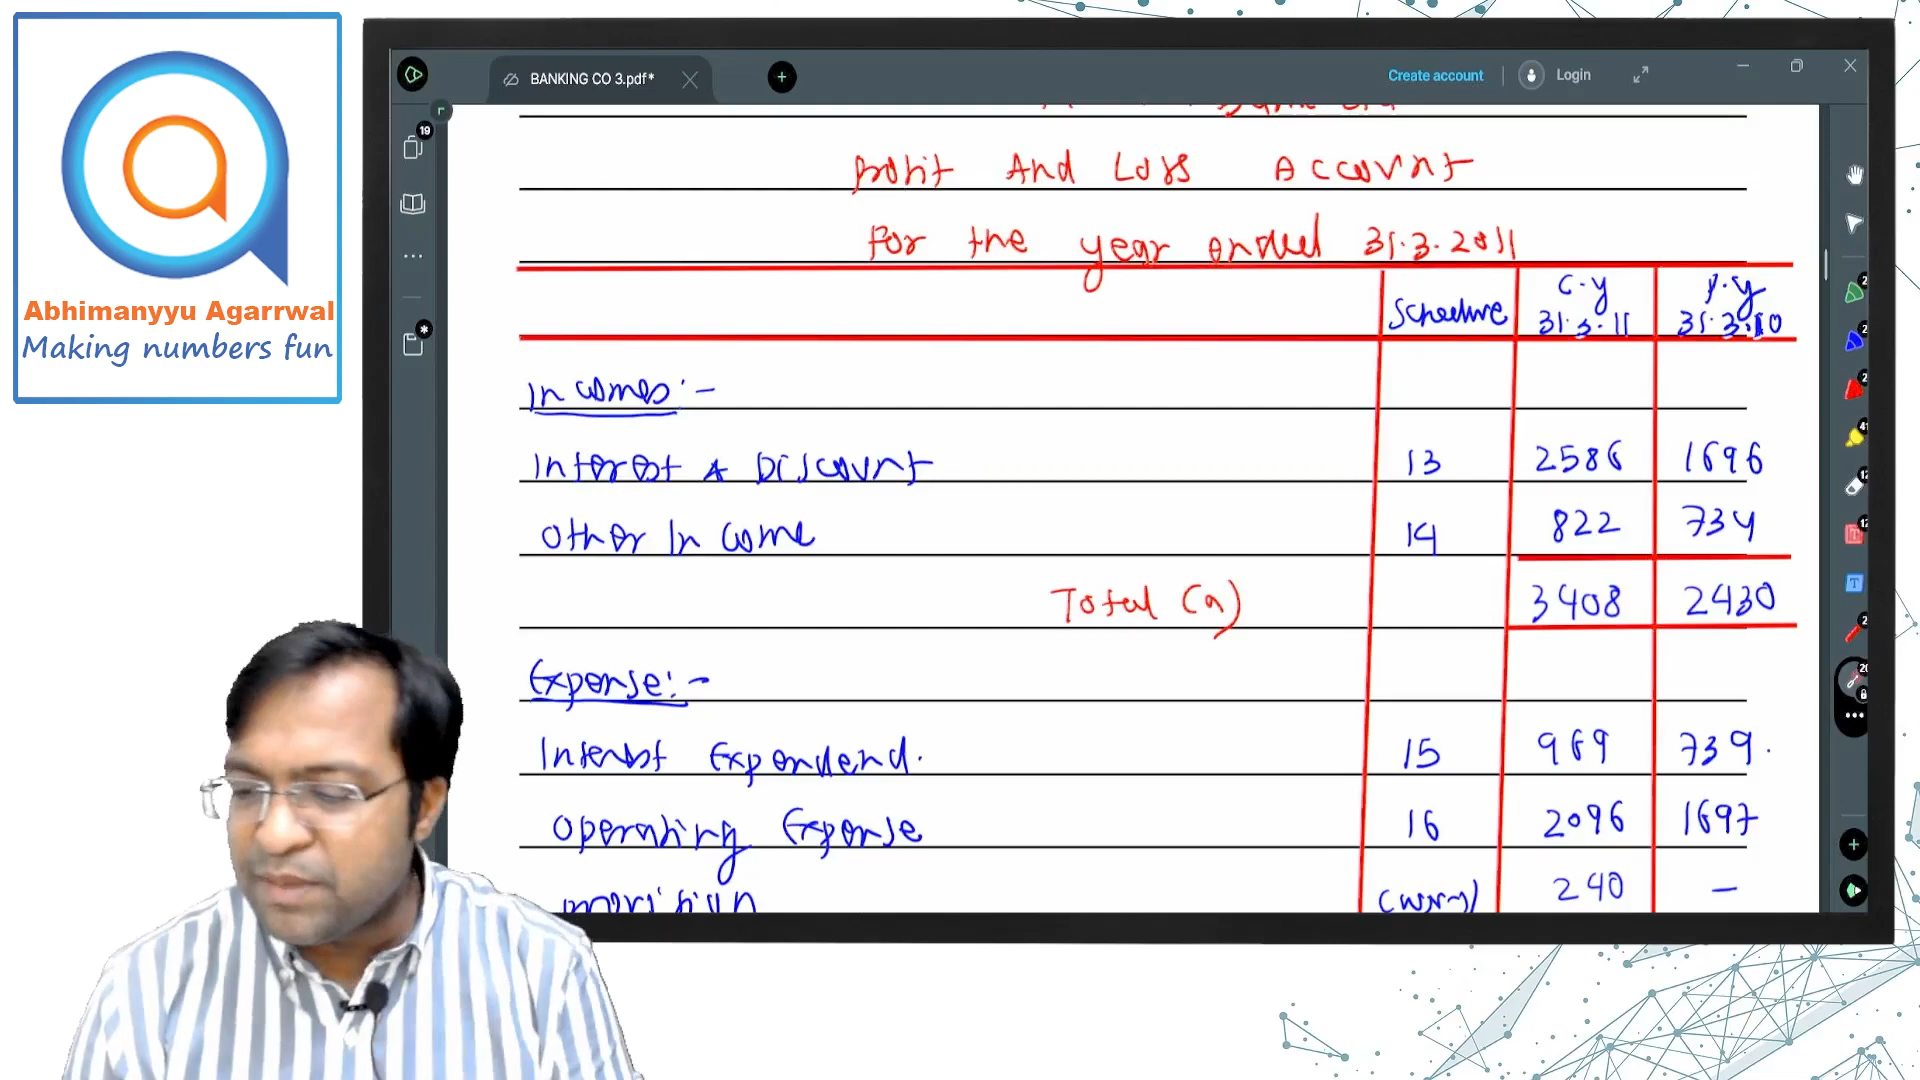 Abhimanyyu Agarrwal
Making numbers fun
BANKING CO 3.pdf*
Create account
Login
19
Profit And Loss Account
For the year ended 31.3.2011
Schedule C.Y 31.3.11 P.Y 31.3.10
Incomes:-
Interest & Discount 13 2586 1696
Other Income 14 822 734
Total (a) 3408 2430
Expense:-
Interest Expendend. 15 969 739.
Operating Expense 16 2096 1697
240 —